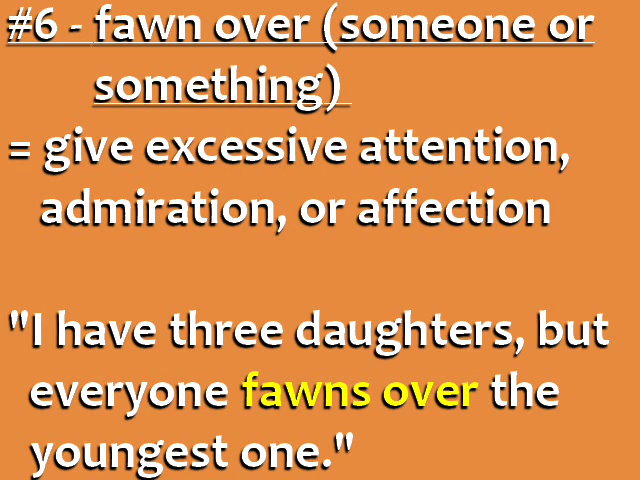 #6 - fawn over (someone or
something)
= give excessive attention,
admiration, or affection
"I have three daughters, but
everyone fawns over the
youngest one."